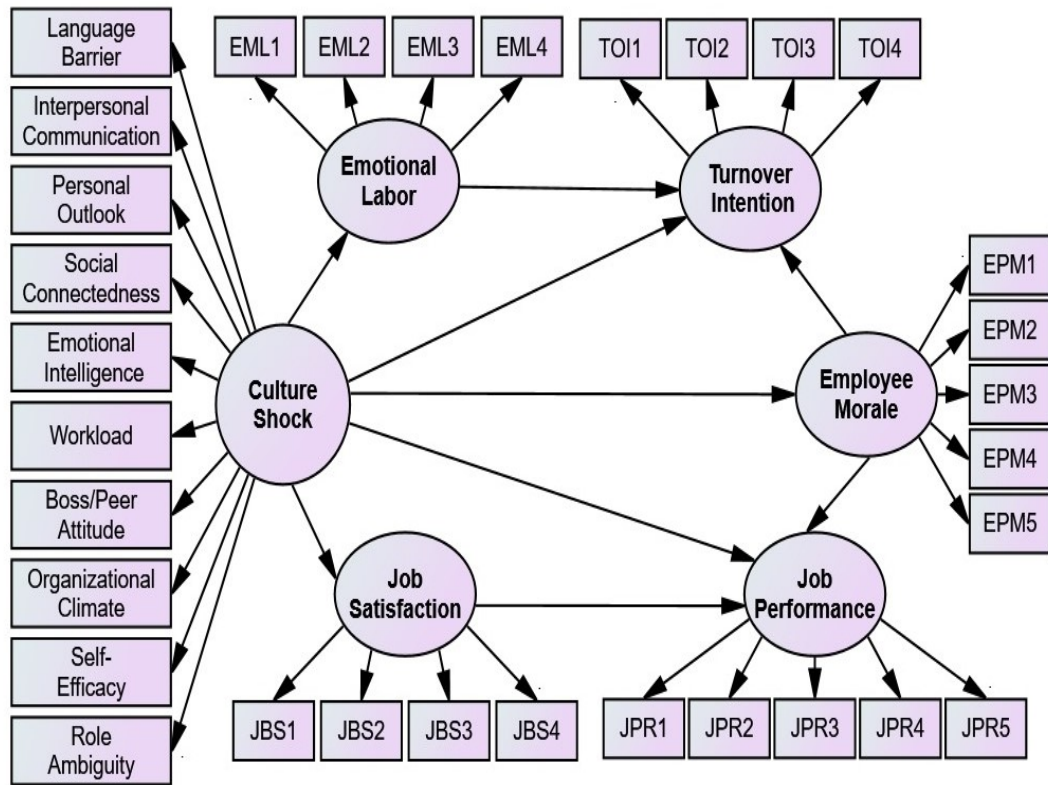 Language
Barrier
Interpersonal
Communication
Personal
Outlook
Social
Connectedness
Emotional
Intelligence
Workload
Boss/Peer
Attitude
Organizational
Climate
Self-
Efficacy
Role
Ambiguity
EML1
EML2
EML3
EML4
TOI1
TOI2
TOI3
TOI4
Emotional
Labor
Turnover
Intention
Culture
Shock
Employee
Morale
EPM1
EPM2
EPM3
EPM4
EPM5
Job
Satisfaction
Job
Performance
JBS1
JBS2
JBS3
JBS4
JPR1
JPR2
JPR3
JPR4
JPR5